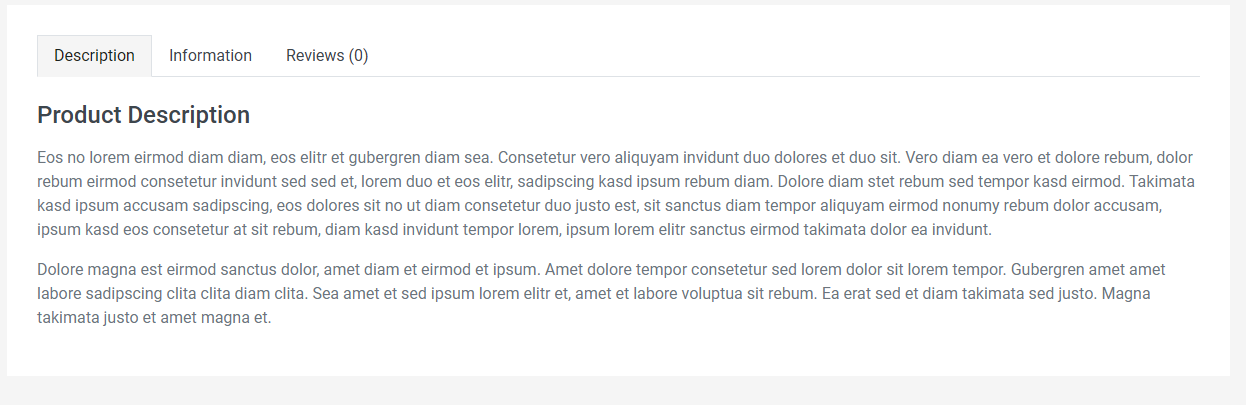 Description Information Reviews (0)
Product Description
Eos no lorem eirmod diam diam, eos elitr et gubergren diam sea. Consetetur vero aliquyam invidunt duo dolores et duo sit. Vero diam ea vero et dolore rebum, dolor
rebum eirmod consetetur invidunt sed sed et, lorem duo et eos elitr, sadipscing kasd ipsum rebum diam. Dolore diam stet rebum sed tempor kasd eirmod. Takimata
kasd ipsum accusam sadipscing, eos dolores sit no ut diam consetetur duo justo est, sit sanctus diam tempor aliquyam eirmod nonumy rebum dolor accusam,
ipsum kasd eos consetetur at sit rebum, diam kasd invidunt tempor lorem, ipsum lorem elitr sanctus eirmod takimata dolor ea invidunt.
Dolore magna est eirmod sanctus dolor, amet diam et eirmod et ipsum. Amet dolore tempor consetetur sed lorem dolor sit lorem tempor. Gubergren amet amet
labore sadipscing clita clita diam clita. Sea amet et sed ipsum lorem elitr et, amet et labore voluptua sit rebum. Ea erat sed et diam takimata sed justo. Magna
takimata justo et amet magna et.